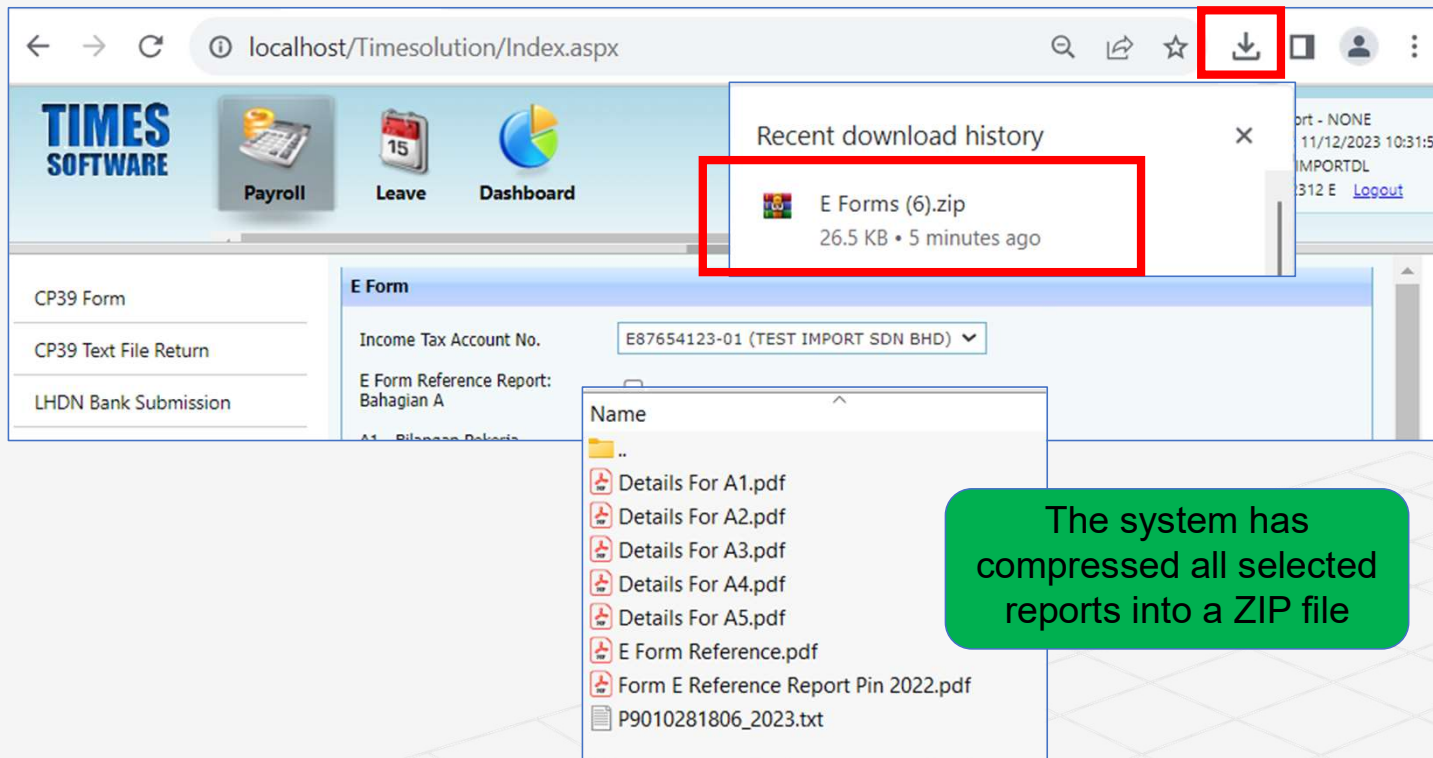 localhost/Timesolution/Index.aspx
TIMES
SOFTWARE
Payroll
15
Leave
Dashboard
Recent download history
E Forms (6).zip
26.5 KB • 5 minutes ago
ort - NONE
11/12/2023 10:31:5
IMPORTDL
2312 E Logout
CP39 Form
CP39 Text File Return
LHDN Bank Submission
E Form
Income Tax Account No.
E87654123-01 (TEST IMPORT SDN BHD)
E Form Reference Report:
Bahagian A
Name
..
Details For A1.pdf
Details For A2.pdf
Details For A3.pdf
Details For A4.pdf
Details For A5.pdf
E Form Reference.pdf
Form E Reference Report Pin 2022.pdf
P9010281806_2023.txt
The system has
compressed all selected
reports into a ZIP file